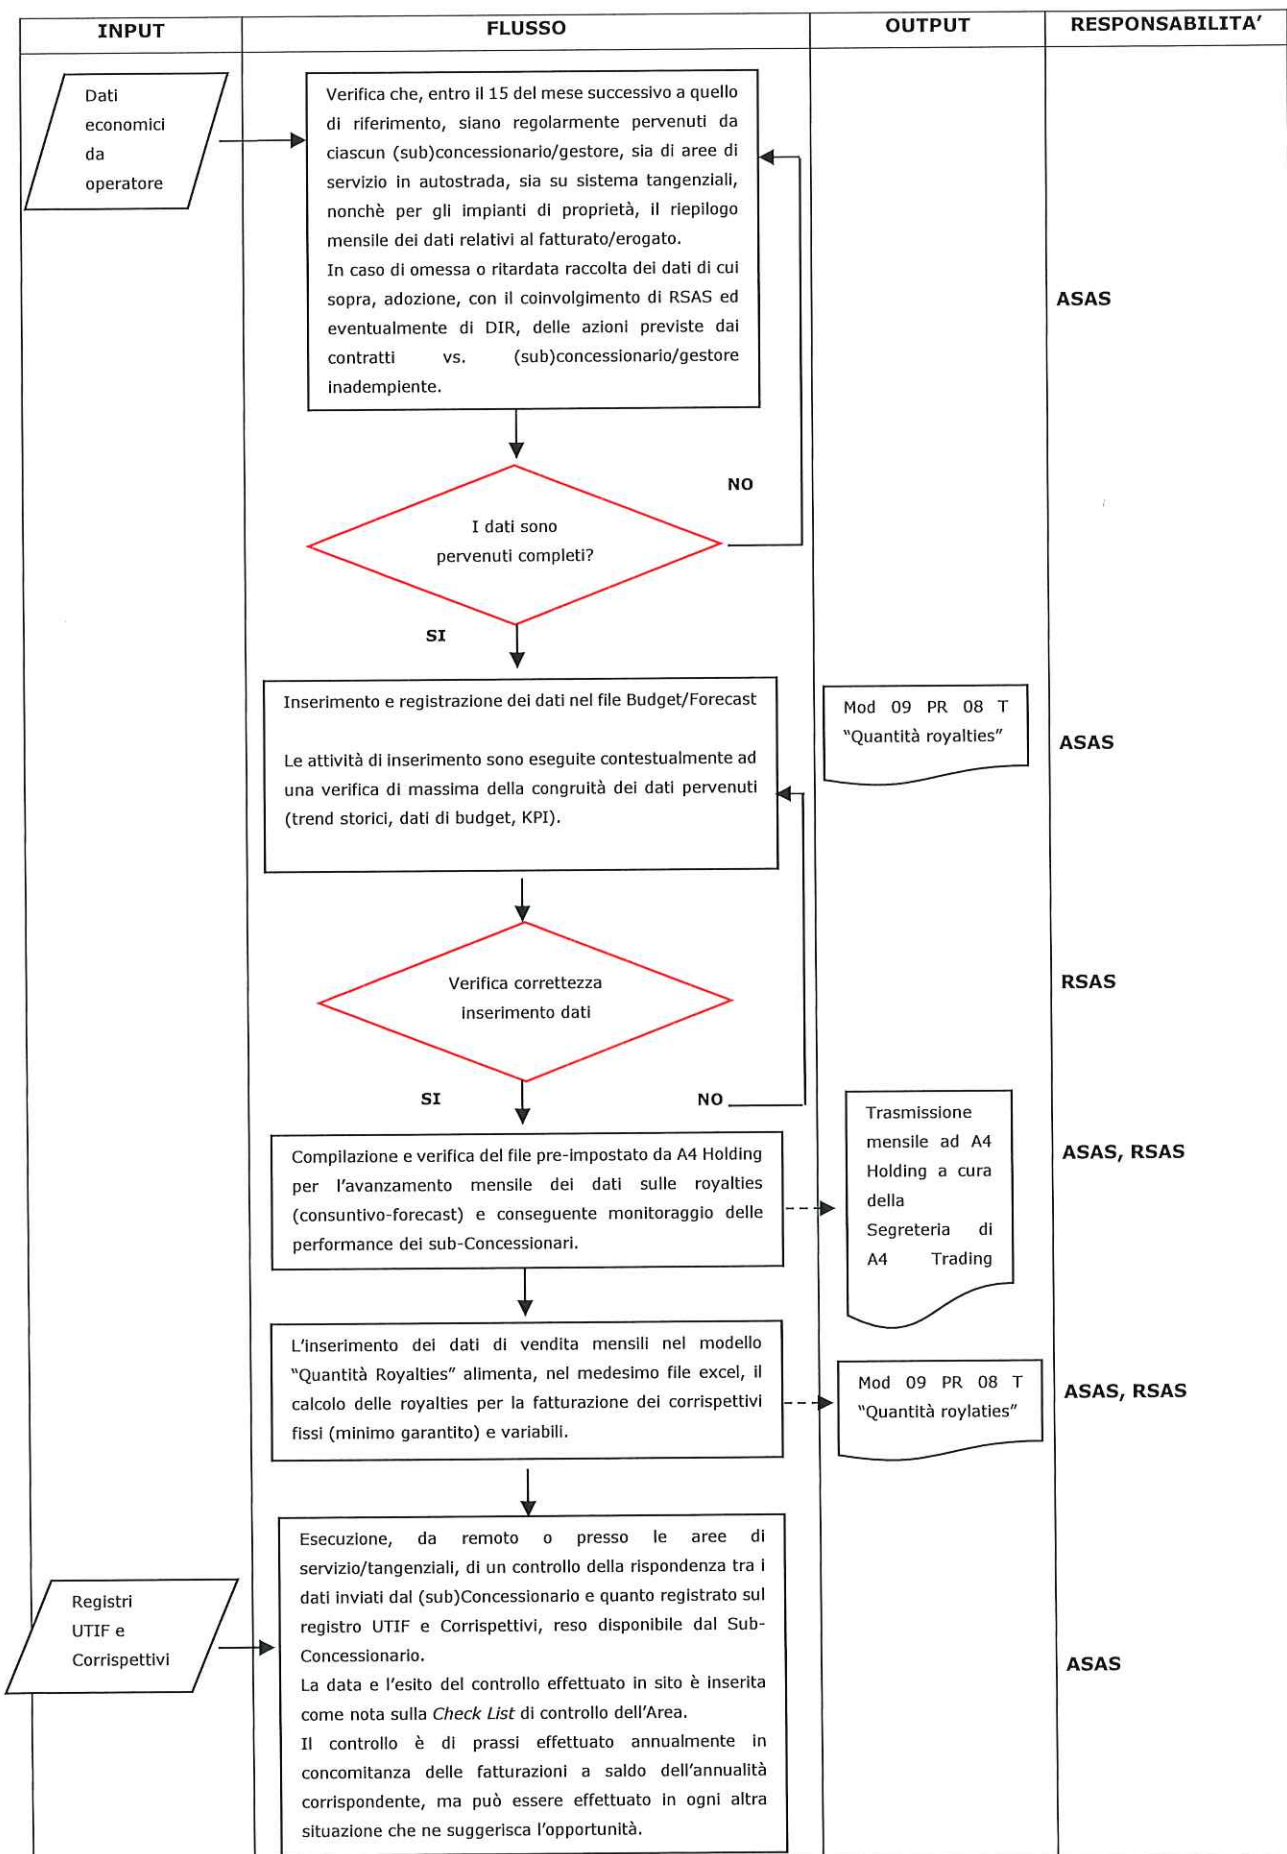 INPUT
FLUSSO
OUTPUT
RESPONSABILITA’
Dati
economici
da
operatore
Verifica che, entro il 15 del mese successivo a quello
di riferimento, siano regolarmente pervenuti da
ciascun (sub)concessionario/gestore, sia di aree di
servizio in autostrada, sia su sistema tangenziali,
nonchè per gli impianti di proprietà, il riepilogo
mensile dei dati relativi al fatturato/erogato.
In caso di omessa o ritardata raccolta dei dati di cui
sopra, adozione, con il coinvolgimento di RSAS ed
eventualmente di DIR, delle azioni previste dai
contratti vs. (sub)concessionario/gestore
inadempiente.
ASAS
NO
I dati sono
pervenuti completi?
SI
Inserimento e registrazione dei dati nel file Budget/Forecast
Le attività di inserimento sono eseguite contestualmente ad
una verifica di massima della congruità dei dati pervenuti
(trend storici, dati di budget, KPI).
Mod 09 PR 08 T
“Quantità royalties”
ASAS
Verifica correttezza
inserimento dati
RSAS
SI
NO
Compilazione e verifica del file pre-impostato da A4 Holding
per l’avanzamento mensile dei dati sulle royalties
(consuntivo-forecast) e conseguente monitoraggio delle
performance dei sub-Concessionari.
Trasmissione
mensile ad A4
Holding a cura
della
Segreteria di
A4 Trading
ASAS, RSAS
L’inserimento dei dati di vendita mensili nel modello
“Quantità Royalties” alimenta, nel medesimo file excel, il
calcolo delle royalties per la fatturazione dei corrispettivi
fissi (minimo garantito) e variabili.
Mod 09 PR 08 T
“Quantità roylaties”
ASAS, RSAS
Registri
UTIF e
Corrispettivi
Esecuzione, da remoto o presso le aree di
servizio/tangenziali, di un controllo della rispondenza tra i
dati inviati dal (sub)Concessionario e quanto registrato sul
registro UTIF e Corrispettivi, reso disponibile dal Sub-
Concessionario.
La data e l’esito del controllo effettuato in sito è inserita
come nota sulla Check List di controllo dell’Area.
Il controllo è di prassi effettuato annualmente in
concomitanza delle fatturazioni a saldo dell’annualità
corrispondente, ma può essere effettuato in ogni altra
situazione che ne suggerisca l’opportunità.
ASAS